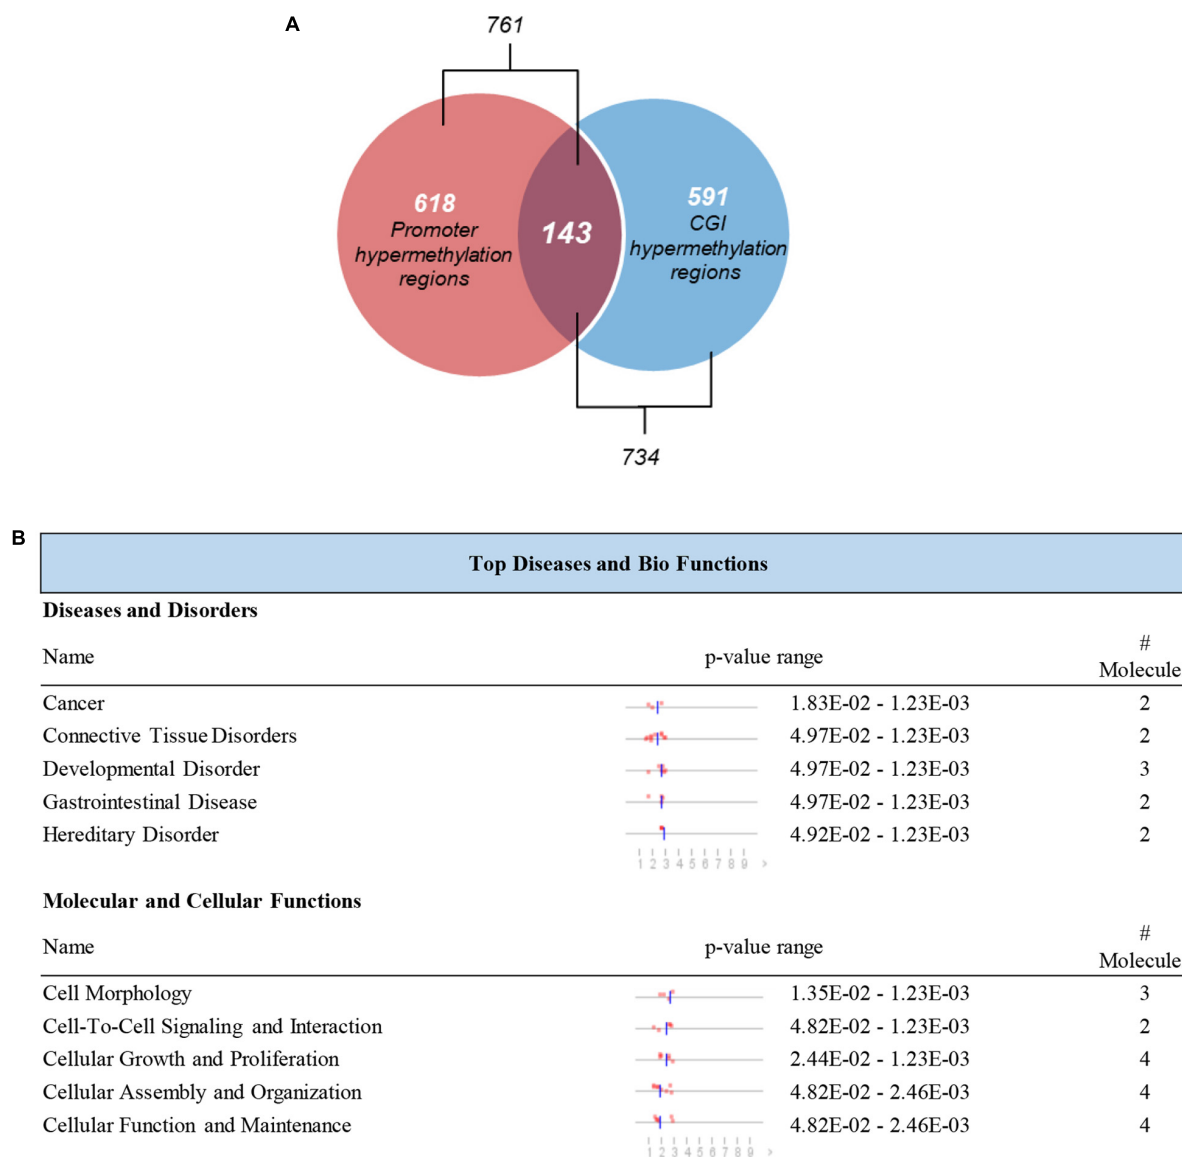 A
761
618
Promoter
hypermethylation
regions
143
591
CGI
hypermethylation
regions
734
B
Top Diseases and Bio Functions
Diseases and Disorders
Name p-value range # Molecule
Cancer 1.83E-02 - 1.23E-03 2
Connective Tissue Disorders 4.97E-02 - 1.23E-03 2
Developmental Disorder 4.97E-02 - 1.23E-03 3
Gastrointestinal Disease 4.97E-02 - 1.23E-03 2
Hereditary Disorder 4.92E-02 - 1.23E-03 2
1 2 3 4 5 6 7 8 9 »
Molecular and Cellular Functions
Name p-value range # Molecule
Cell Morphology 1.35E-02 - 1.23E-03 3
Cell-To-Cell Signaling and Interaction 4.82E-02 - 1.23E-03 2
Cellular Growth and Proliferation 2.44E-02 - 1.23E-03 4
Cellular Assembly and Organization 4.82E-02 - 2.46E-03 4
Cellular Function and Maintenance 4.82E-02 - 2.46E-03 4
1 2 3 4 5 6 7 8 9 »